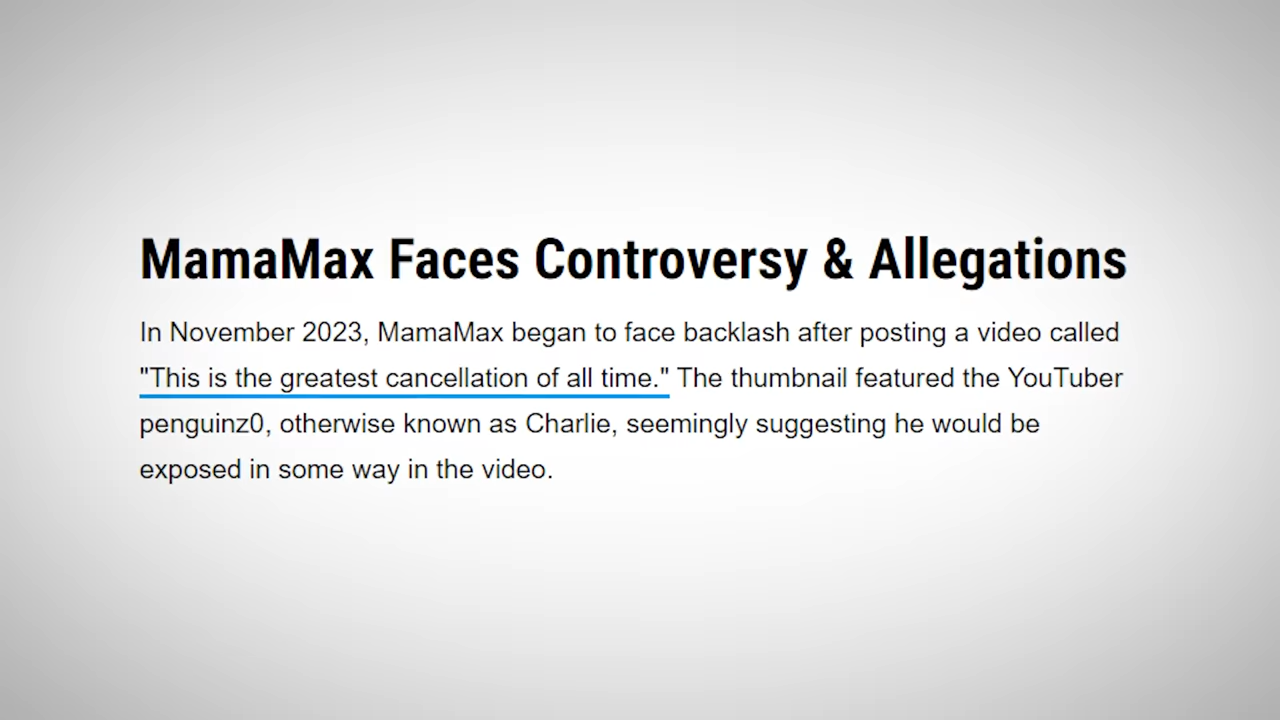 MamaMax Faces Controversy & Allegations
In November 2023, MamaMax began to face backlash after posting a video called
"This is the greatest cancellation of all time." The thumbnail featured the YouTuber
penguinz0, otherwise known as Charlie, seemingly suggesting he would be
exposed in some way in the video.